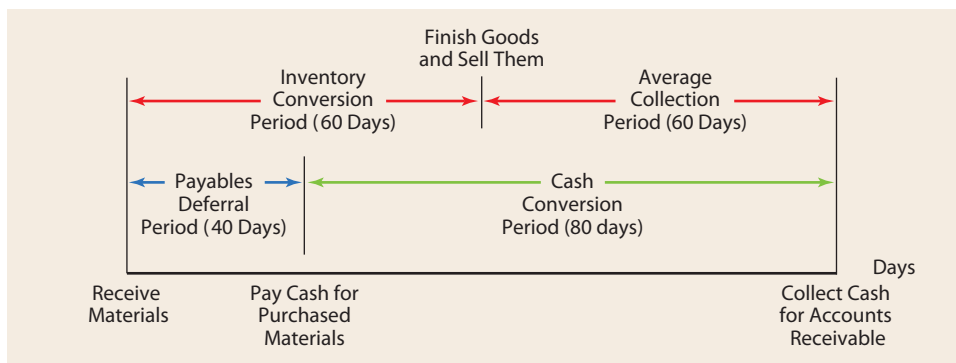 Finish Goods
and Sell Them
Inventory
Conversion
Period (60 Days)
Average
Collection
Period (60 Days)
Payables
Deferral
Period (40 Days)
Cash
Conversion
Period (80 days)
Days
Receive
Materials
Pay Cash for
Purchased
Materials
Collect Cash
for Accounts
Receivable